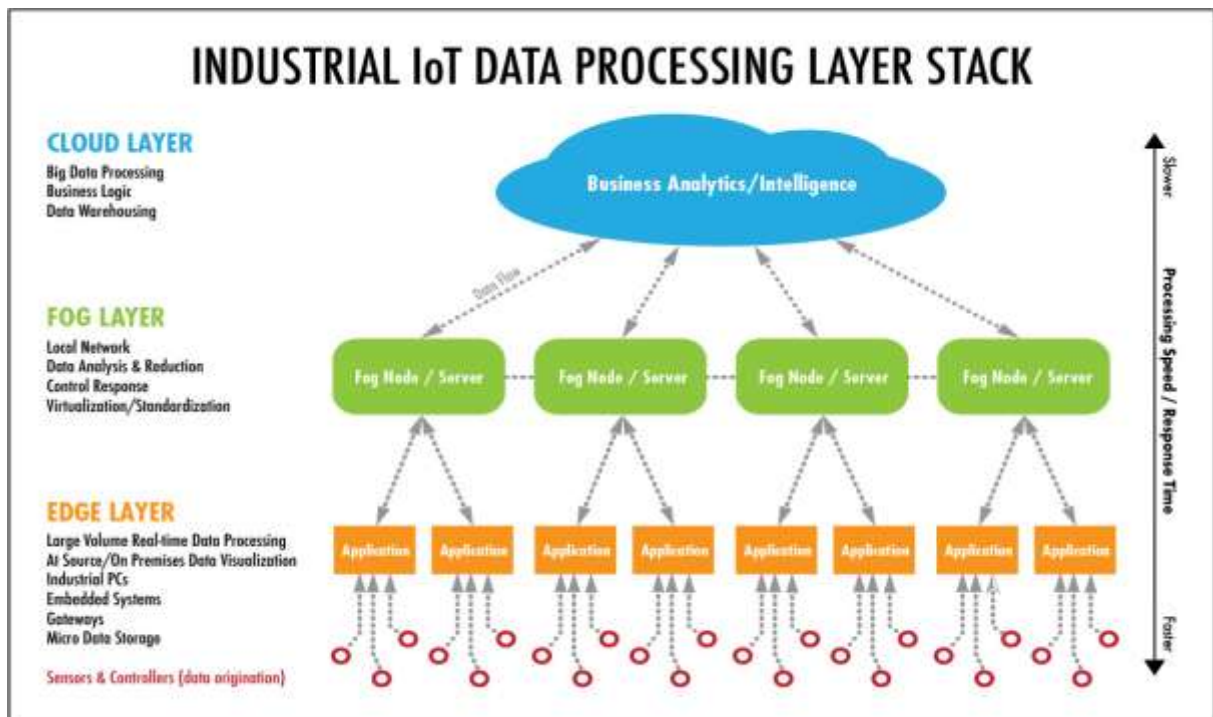 INDUSTRIAL IoT DATA PROCESSING LAYER STACK
CLOUD LAYER
Big Data Processing
Business Logic
Data Warehousing
Business Analytics/Intelligence
Slower
Data Flow
Processing Speed / Response Time
FOG LAYER
Local Network
Data Analysis & Reduction
Control Response
Virtualization/Standardization
Fog Node / Server
Fog Node / Server
Fog Node / Server
Fog Node / Server
EDGE LAYER
Large Volume Real-time Data Processing
At Source/On Premises Data Visualization
Industrial PCs
Embedded Systems
Gateways
Micro Data Storage
Application
Application
Application
Application
Application
Application
Application
Application
Faster
Sensors & Controllers (data origination)